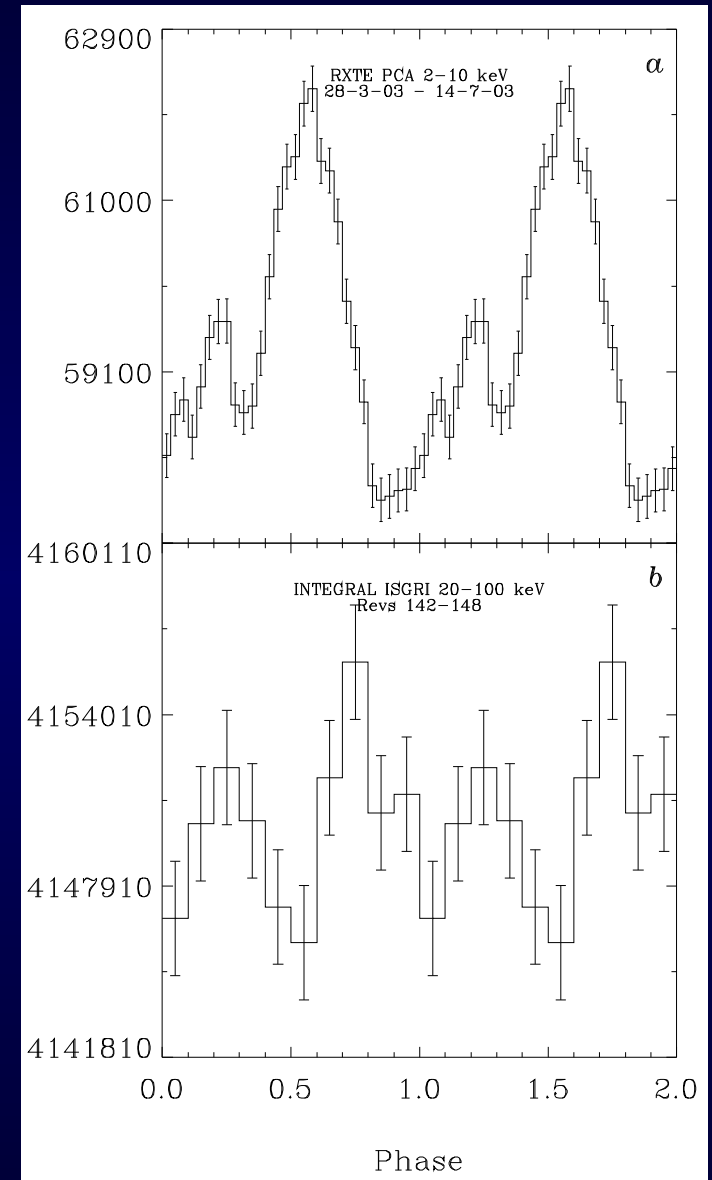 62900
a
RXTE PCA 2-10 keV
28-3-03 - 14-7-03
61000
59100
4160110
b
INTEGRAL ISGRI 20-100 keV
Revs 142-148
4154010
4147910
4141810
0.0 0.5 1.0 1.5 2.0
Phase